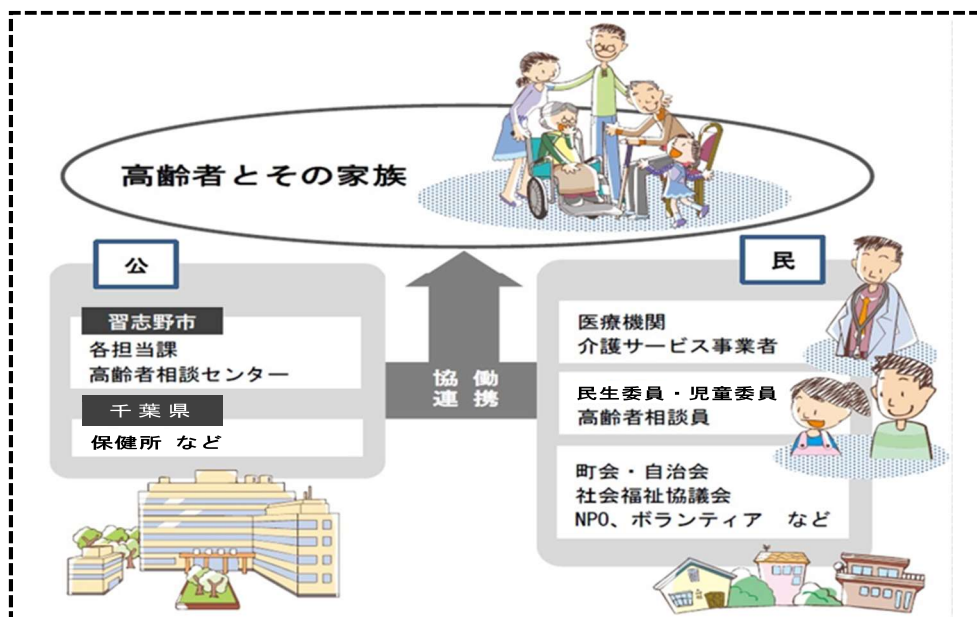 高齢者とその家族
公
習志野市
各担当課
高齢者相談センター
千葉県
保健所 など
協働
連携
民
医療機関
介護サービス事業者
民生委員・児童委員
高齢者相談員
町会・自治会
社会福祉協議会
NPO、ボランティア など